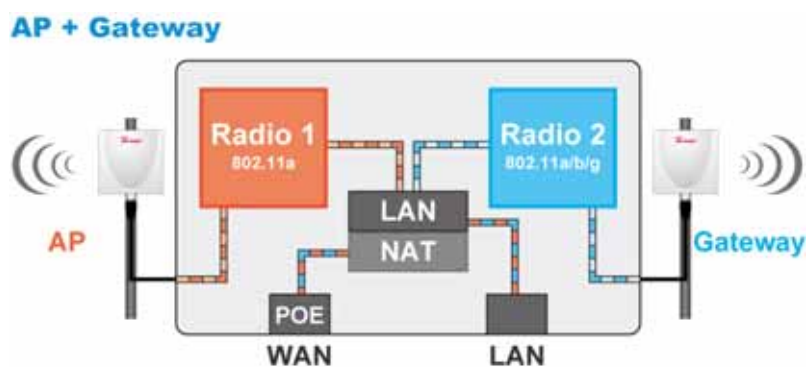 AP + Gateway
Radio 1
802.11a
Radio 2
802.11a/b/g
LAN
NAT
AP
Gateway
POE
WAN
LAN